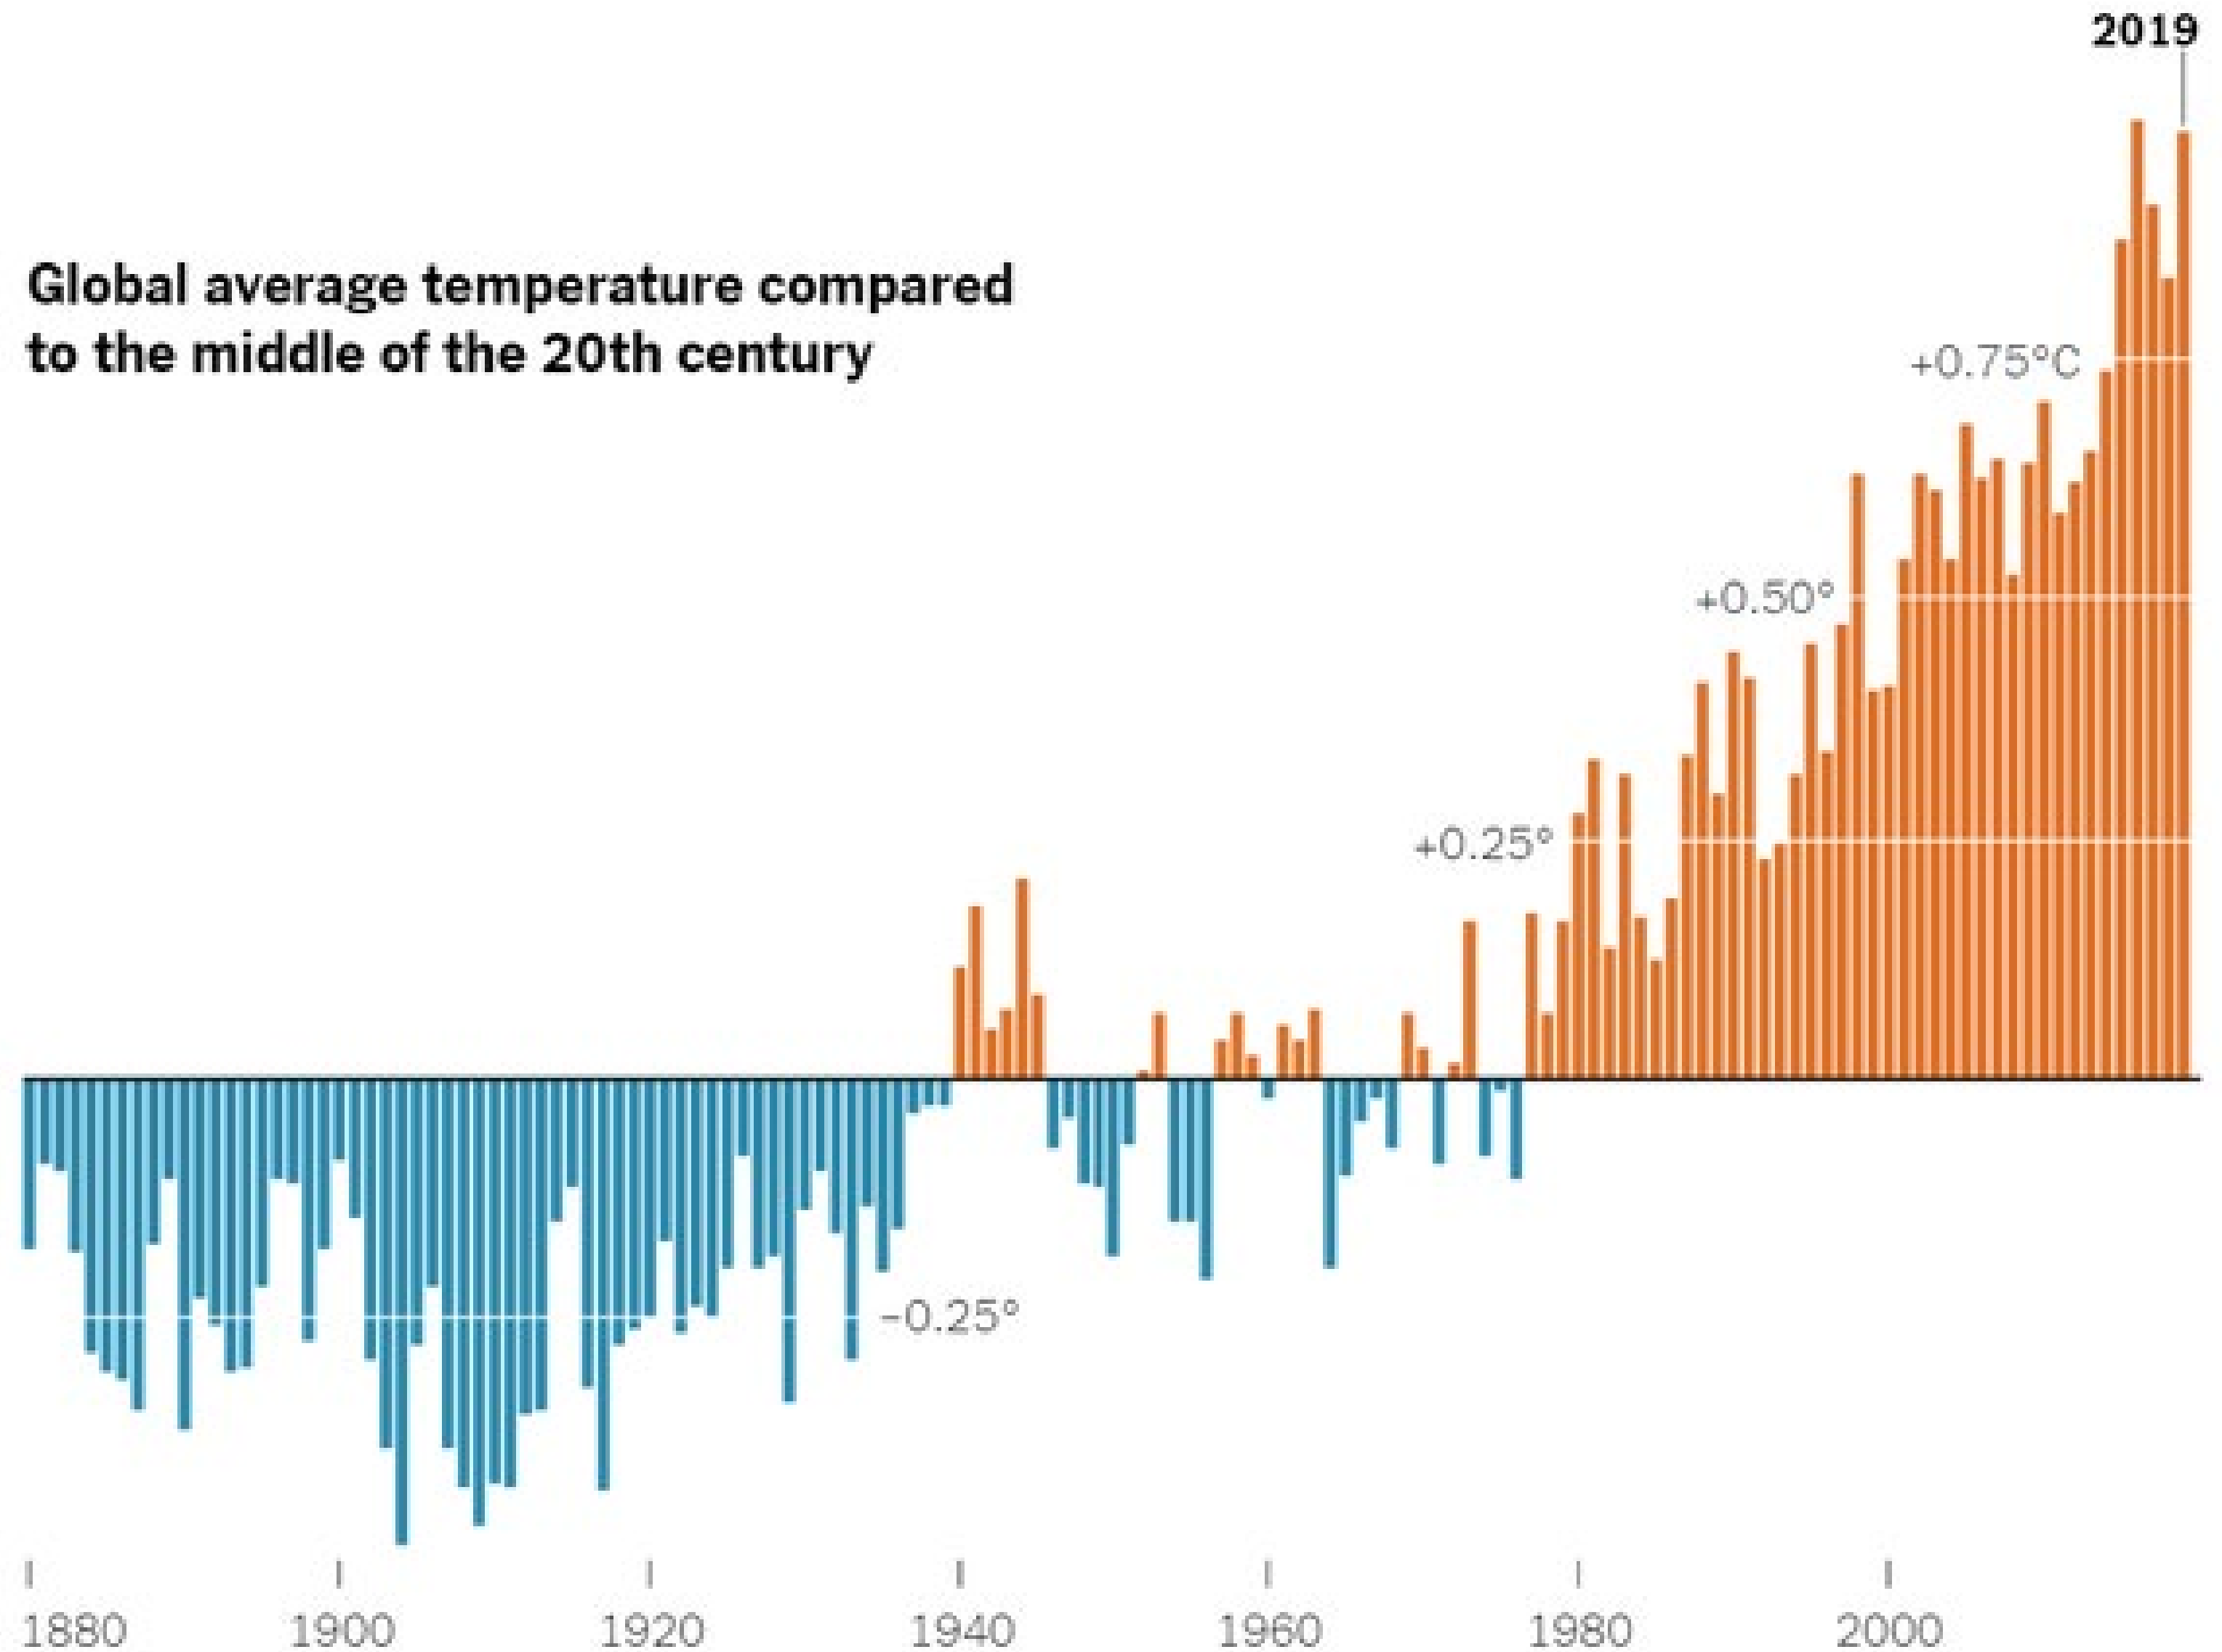 2019
Global average temperature compared
to the middle of the 20th century
+0.75°C
+0.50°
+0.25°
−0.25°
1880 1900 1920 1940 1960 1980 2000